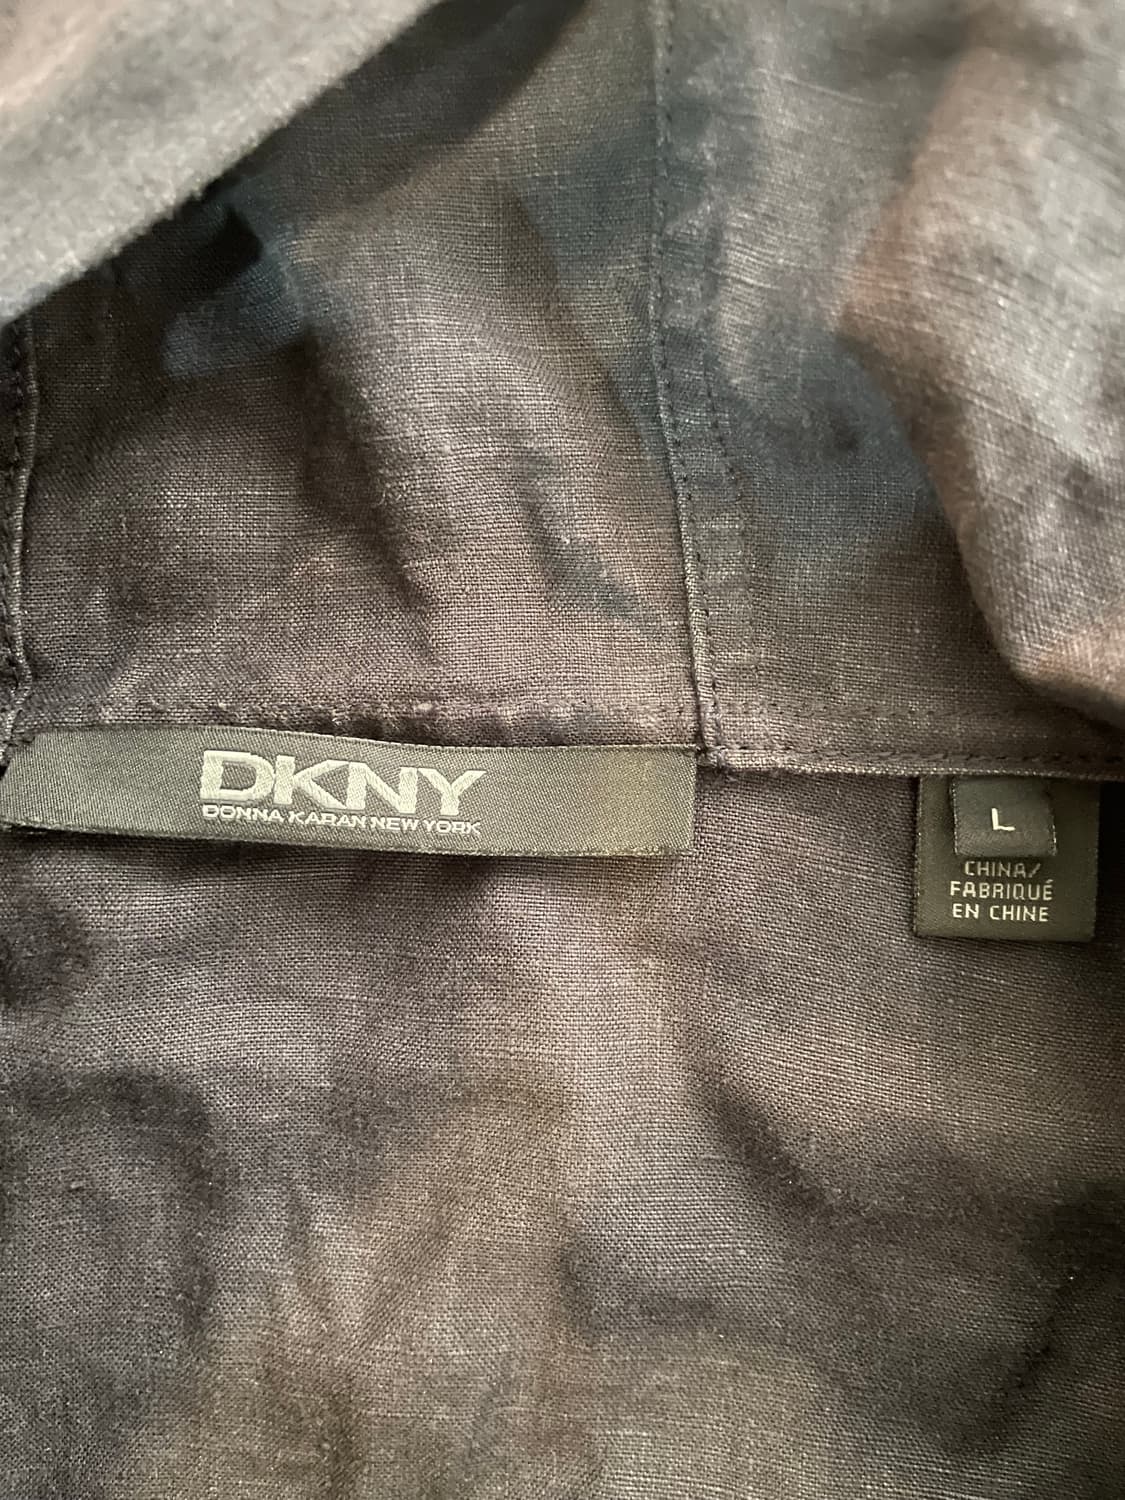 DKNY
DONNA KARAN NEW YORK
L
CHINA/
FABRIQUÉ
EN CHINE